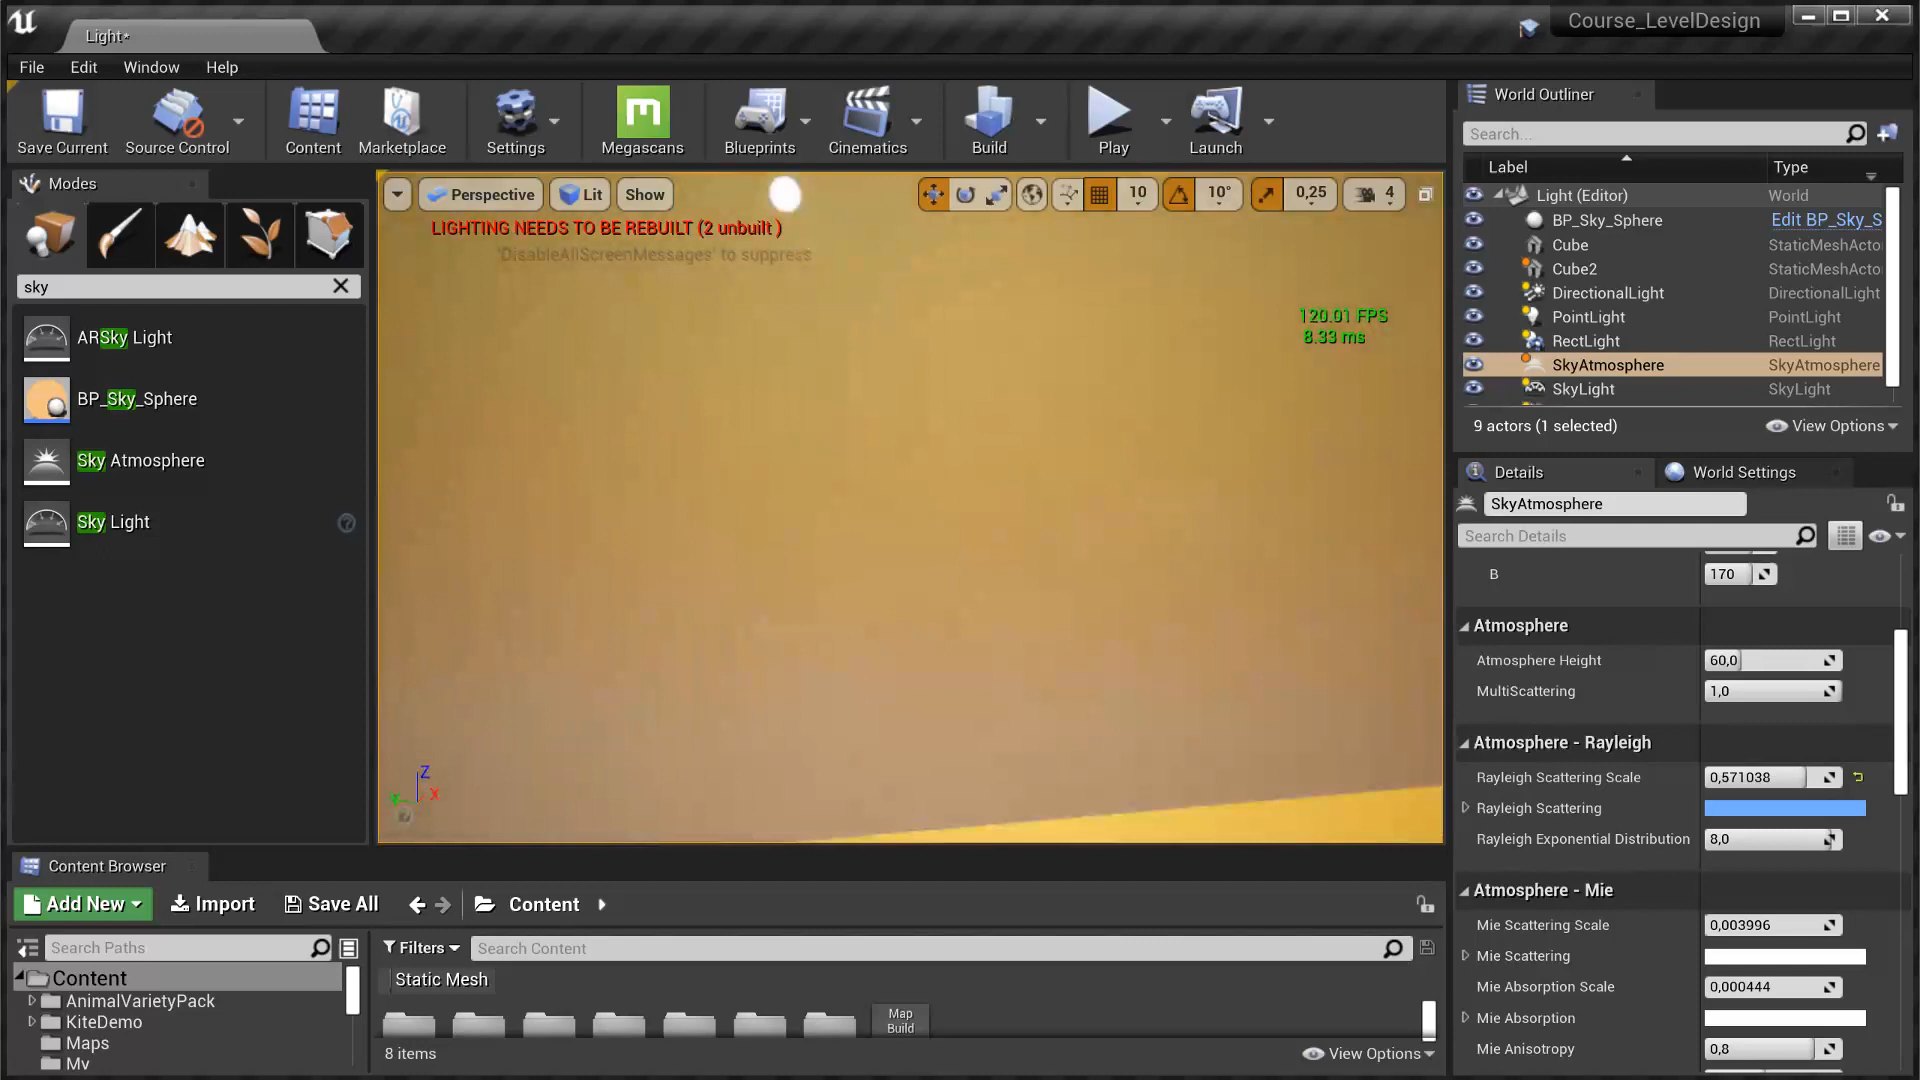 Light*
Course_LevelDesign
File Edit Window Help
Save Current
Source Control
Content
Marketplace
Settings
Megascans
Blueprints
Cinematics
Build
Play
Launch
Modes
sky
ARSky Light
BP_Sky_Sphere
Sky Atmosphere
Sky Light
Perspective Lit Show 10 10° 0,25 4
LIGHTING NEEDS TO BE REBUILT (2 unbuilt )
'DisableAllScreenMessages' to suppress
120.01 FPS
8.33 ms
Z
X
World Outliner
Search...
Label Type
Light (Editor) World
BP_Sky_Sphere Edit BP_Sky_S
Cube StaticMeshActo
Cube2 StaticMeshActo
DirectionalLight DirectionalLight
PointLight PointLight
RectLight RectLight
SkyAtmosphere SkyAtmosphere
SkyLight SkyLight
9 actors (1 selected) View Options
Details World Settings
SkyAtmosphere
Search Details
B 170
Atmosphere
Atmosphere Height 60,0
MultiScattering 1,0
Atmosphere - Rayleigh
Rayleigh Scattering Scale 0,571038
Rayleigh Scattering
Rayleigh Exponential Distribution 8,0
Atmosphere - Mie
Mie Scattering Scale 0,003996
Mie Scattering
Mie Absorption Scale 0,000444
Mie Absorption
Mie Anisotropy 0,8
Content Browser
Add New Import Save All Content
Search Paths
Content
AnimalVarietyPack
KiteDemo
Maps
Mv
Filters Search Content
Static Mesh
Map
Build
8 items View Options